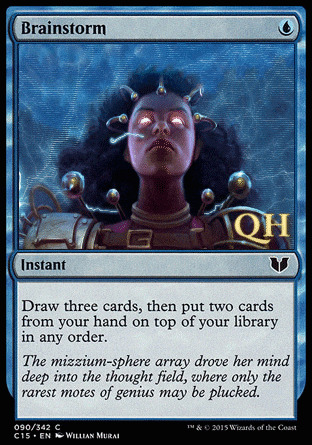 Brainstorm
QH
Instant
Draw three cards, then put two cards
from your hand on top of your library
in any order.
The mizzium-sphere array drove her mind
deep into the thought field, where only the
rarest motes of genius may be plucked.
090/342 C
C15 • EN Willian Murai
™ & © 2015 Wizards of the Coast